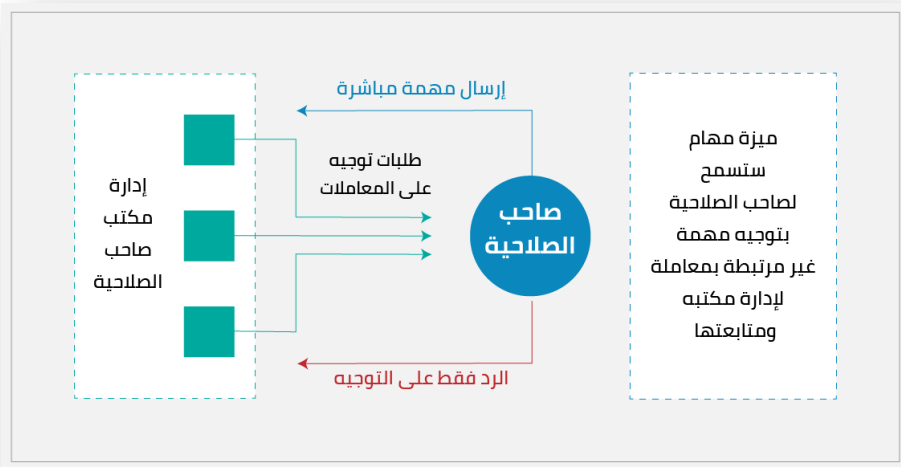 إرسال مهمة مباشرة
ميزة مهام
ستسمح
لصاحب الصلاحية
بتوجيه مهمة
غير مرتبطة بمعاملة
لإدارة مكتبه
ومتابعتها
صاحب
الصلاحية
طلبات توجيه
على المعاملات
إدارة
مكتب
صاحب
الصلاحية
الرد فقط على التوجيه